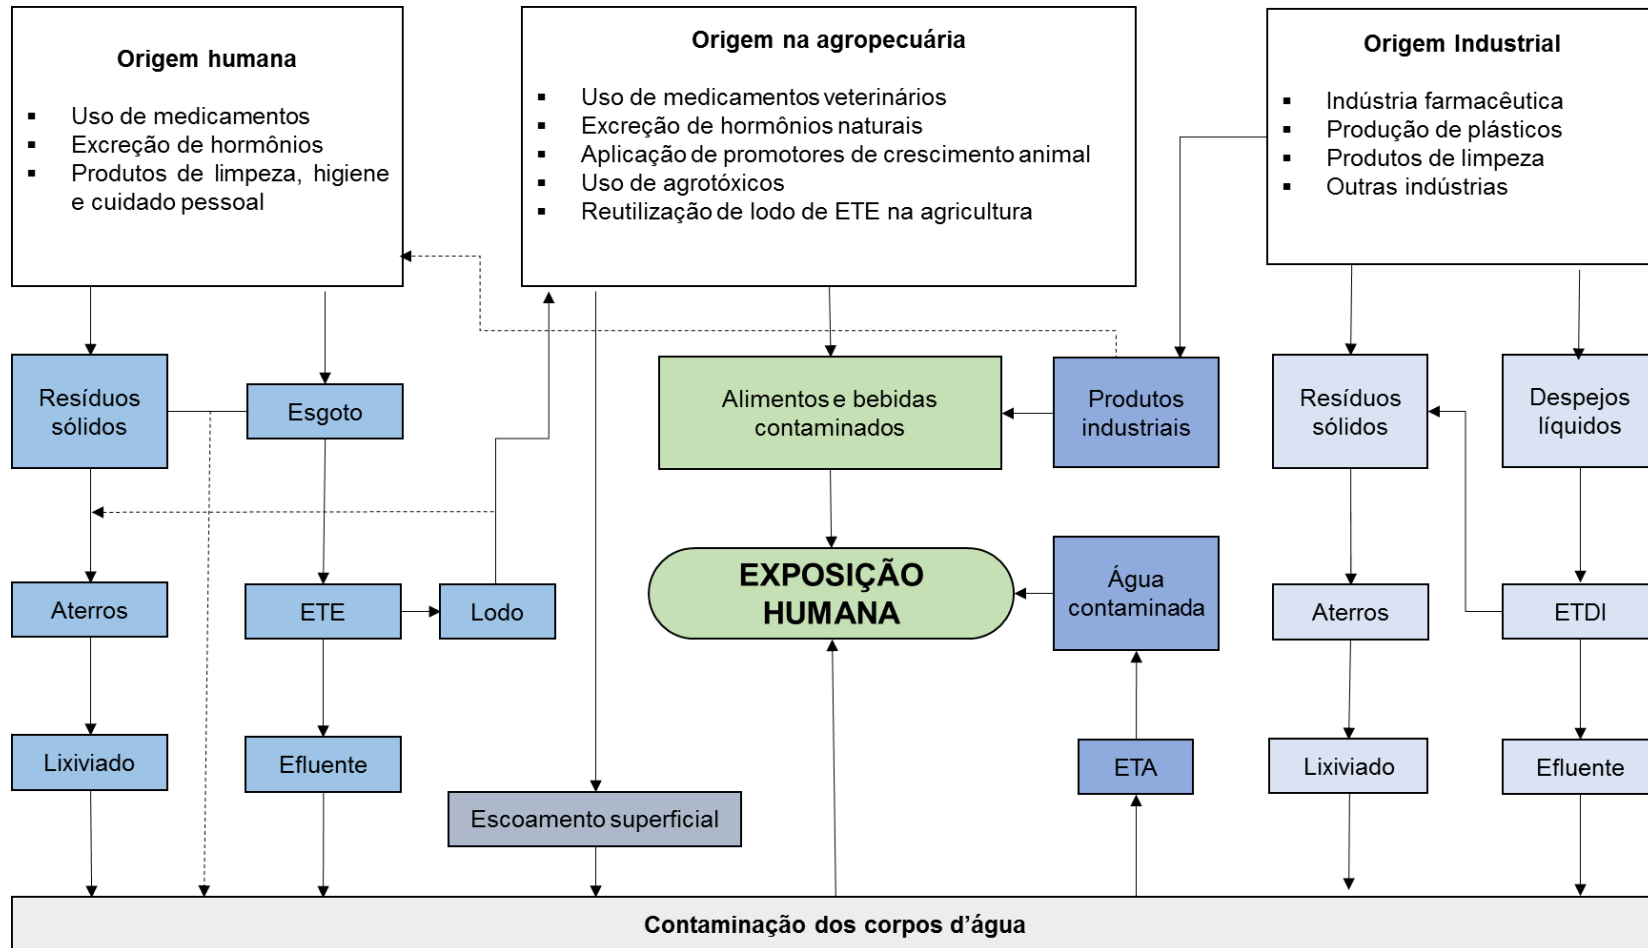 Origem humana
Uso de medicamentos
Excreção de hormônios
Produtos de limpeza, higiene
e cuidado pessoal
Origem na agropecuária
Uso de medicamentos veterinários
Excreção de hormônios naturais
Aplicação de promotores de crescimento animal
Uso de agrotóxicos
Reutilização de lodo de ETE na agricultura
Origem Industrial
Indústria farmacêutica
Produção de plásticos
Produtos de limpeza
Outras indústrias
Resíduos
sólidos
Esgoto
Alimentos e bebidas
contaminados
Produtos
industriais
Resíduos
sólidos
Despejos
líquidos
Aterros
ETE
Lodo
EXPOSIÇÃO
HUMANA
Água
contaminada
Aterros
ETDI
Lixiviado
Efluente
Escoamento superficial
ETA
Lixiviado
Efluente
Contaminação dos corpos d’água